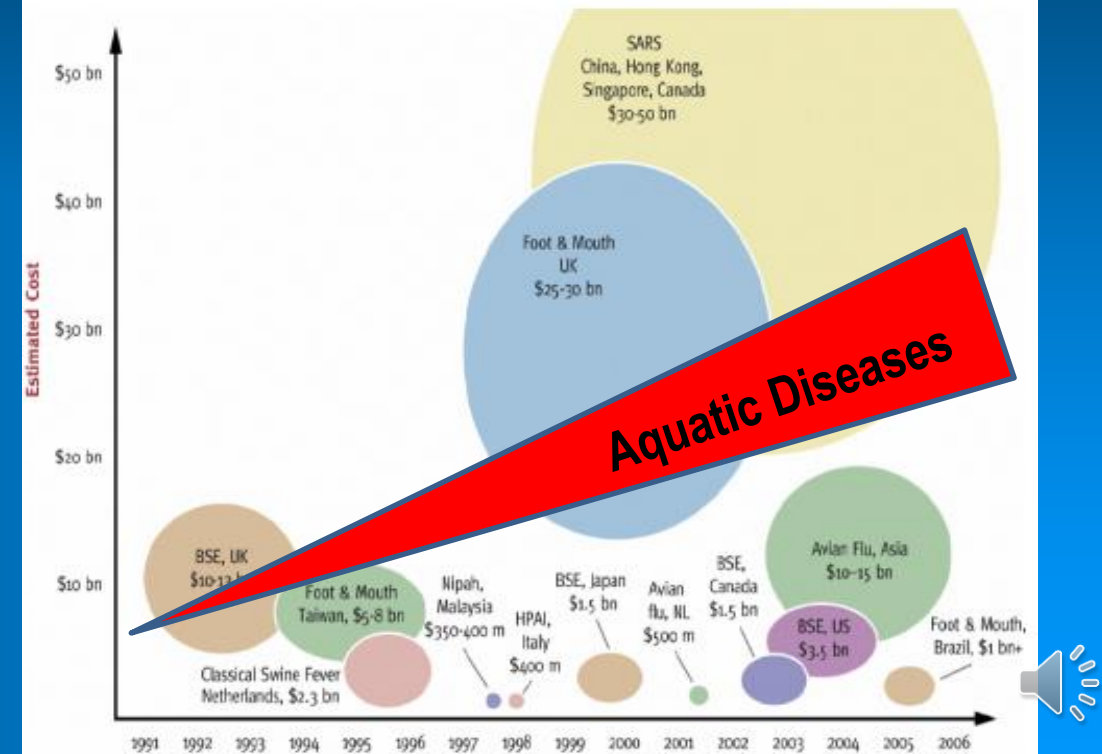 $50 bn
$40 bn
$30 bn
$20 bn
$10 bn
Estimated Cost
SARS
China, Hong Kong,
Singapore, Canada
$30-50 bn
Foot & Mouth
UK
$25-30 bn
Aquatic Diseases
BSE, UK
$10-13
Foot & Mouth
Taiwan, $5-8 bn
Classical Swine Fever
Netherlands, $2.3 bn
Nipah,
Malaysia
$350-400 m
HPAI,
Italy
$400 m
BSE, Japan
$1.5 bn
Avian
flu, NL
$500 m
BSE,
Canada
$1.5 bn
Avian Flu, Asia
$10-15 bn
BSE, US
$3.5 bn
Foot & Mouth,
Brazil, $1 bn+
1991 1992 1993 1994 1995 1996 1997 1998 1999 2000 2001 2002 2003 2004 2005 2006